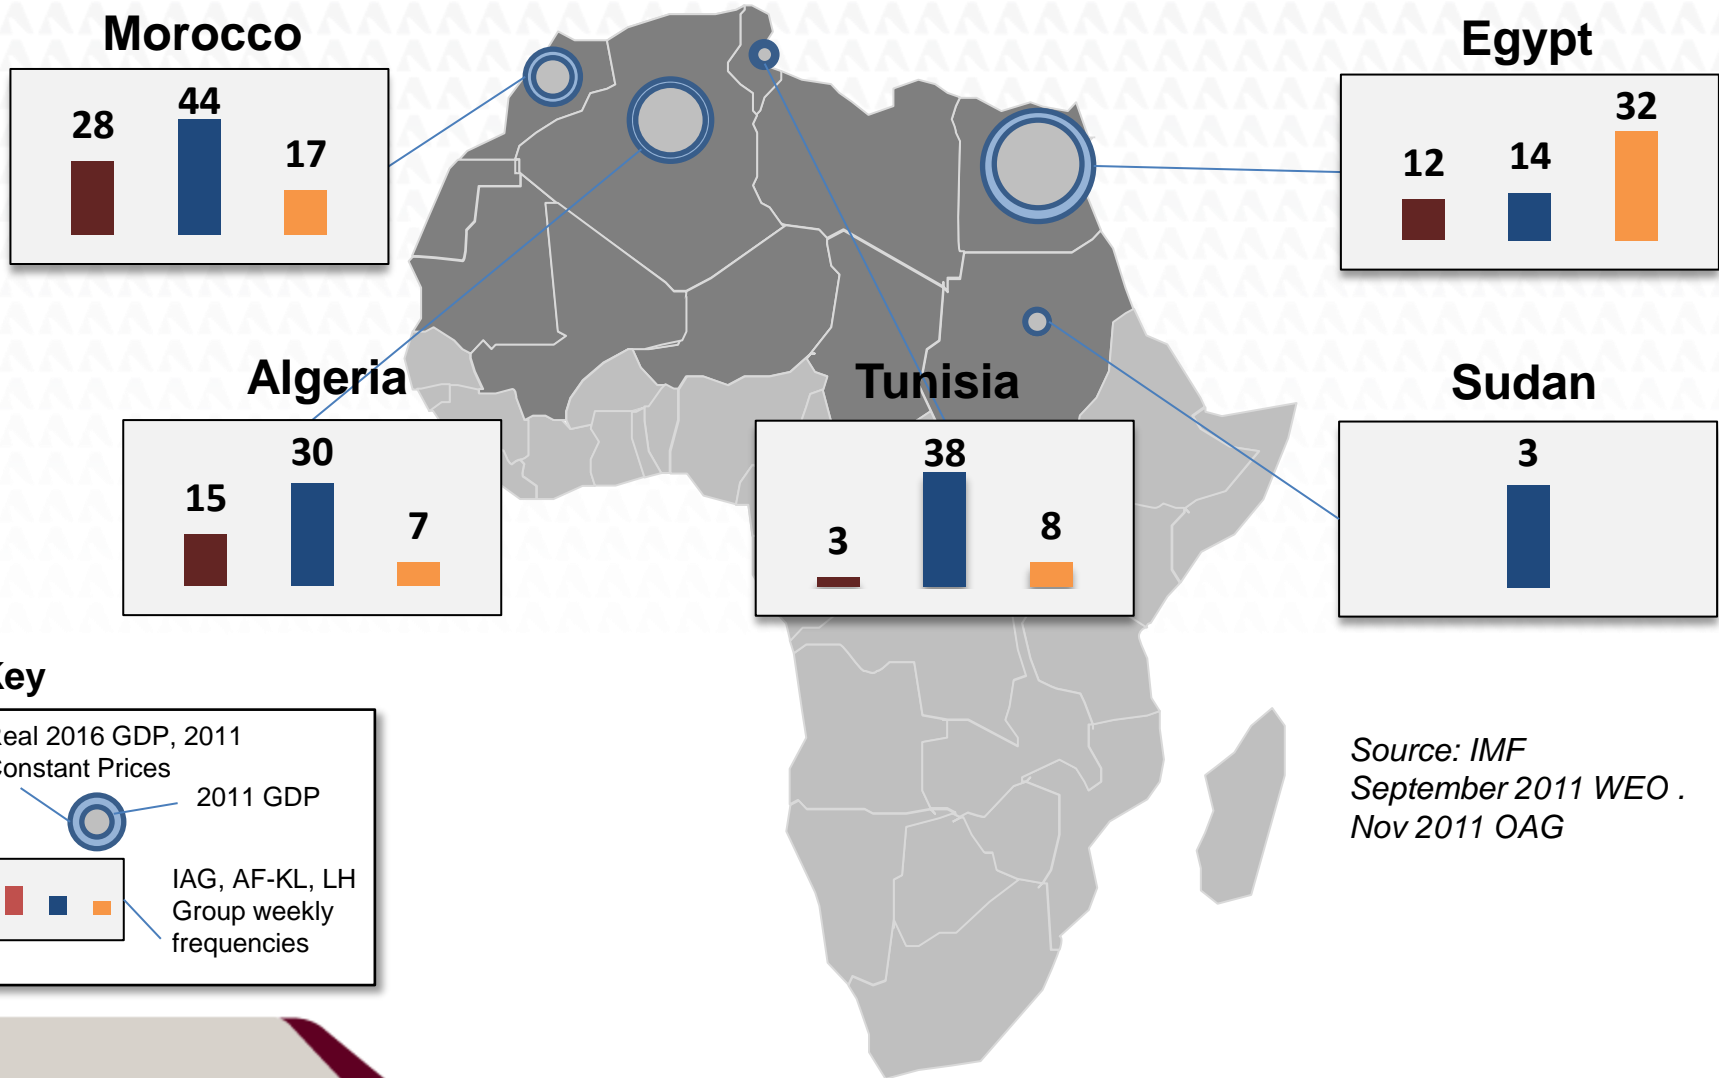 Morocco
28
44
17
Egypt
12
14
32
Algeria
15
30
7
Tunisia
3
38
8
Sudan
3
Key
Real 2016 GDP, 2011
Constant Prices
2011 GDP
IAG, AF-KL, LH
Group weekly
frequencies
Source: IMF
September 2011 WEO .
Nov 2011 OAG